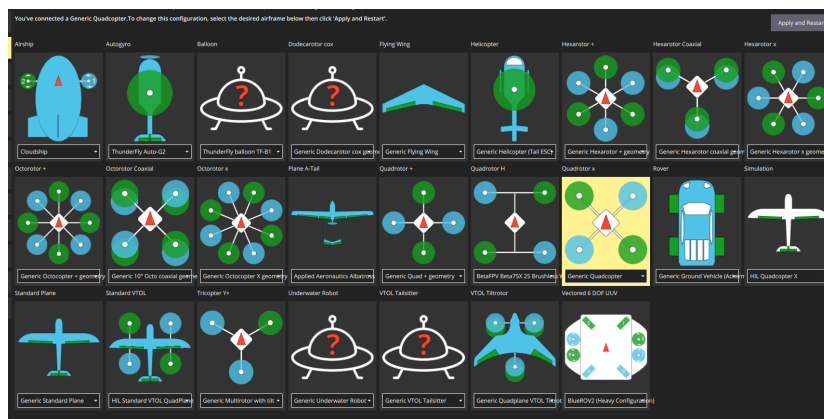 You've connected a Generic Quadcopter.To change this configuration, select the desired airframe below then click 'Apply and Restart'.
Apply and Restart
Airship Autogyro Balloon Dodecarotor cox Flying Wing Helicopter Hexarotor + Hexarotor Coaxial Hexarotor x
2 1
? ?
Cloudship ThunderFly Auto-G2 ThunderFly balloon TF-B1 Generic Dodecarotor cox geom Generic Flying Wing Generic Helicopter (Tail ESC) Generic Hexarotor + geometry Generic Hexarotor coaxial geom Generic Hexarotor x geometry
Octorotor + Octorotor Coaxial Octorotor x Plane A-Tail Quadrotor + Quadrotor H Quadrotor x Rover Simulation
Generic Octocopter + geometry Generic 10" Octo coaxial geome Generic Octocopter X geometry Applied Aeronautics Albatross Generic Quad + geometry BetaFPV Beta75X 2S Brushless W Generic Quadcopter Generic Ground Vehicle (Ackerm HIL Quadcopter X
Standard Plane Standard VTOL Tricopter Y+ Underwater Robot VTOL Tailsitter VTOL Tiltrotor Vectored 6 DOF UUV
? ?
Generic Standard Plane HIL Standard VTOL QuadPlane Generic Multirotor with tilt Generic Underwater Robot Generic VTOL Tailsitter Generic Quadplane VTOL Tiltrot BlueROV2 (Heavy Configuration)